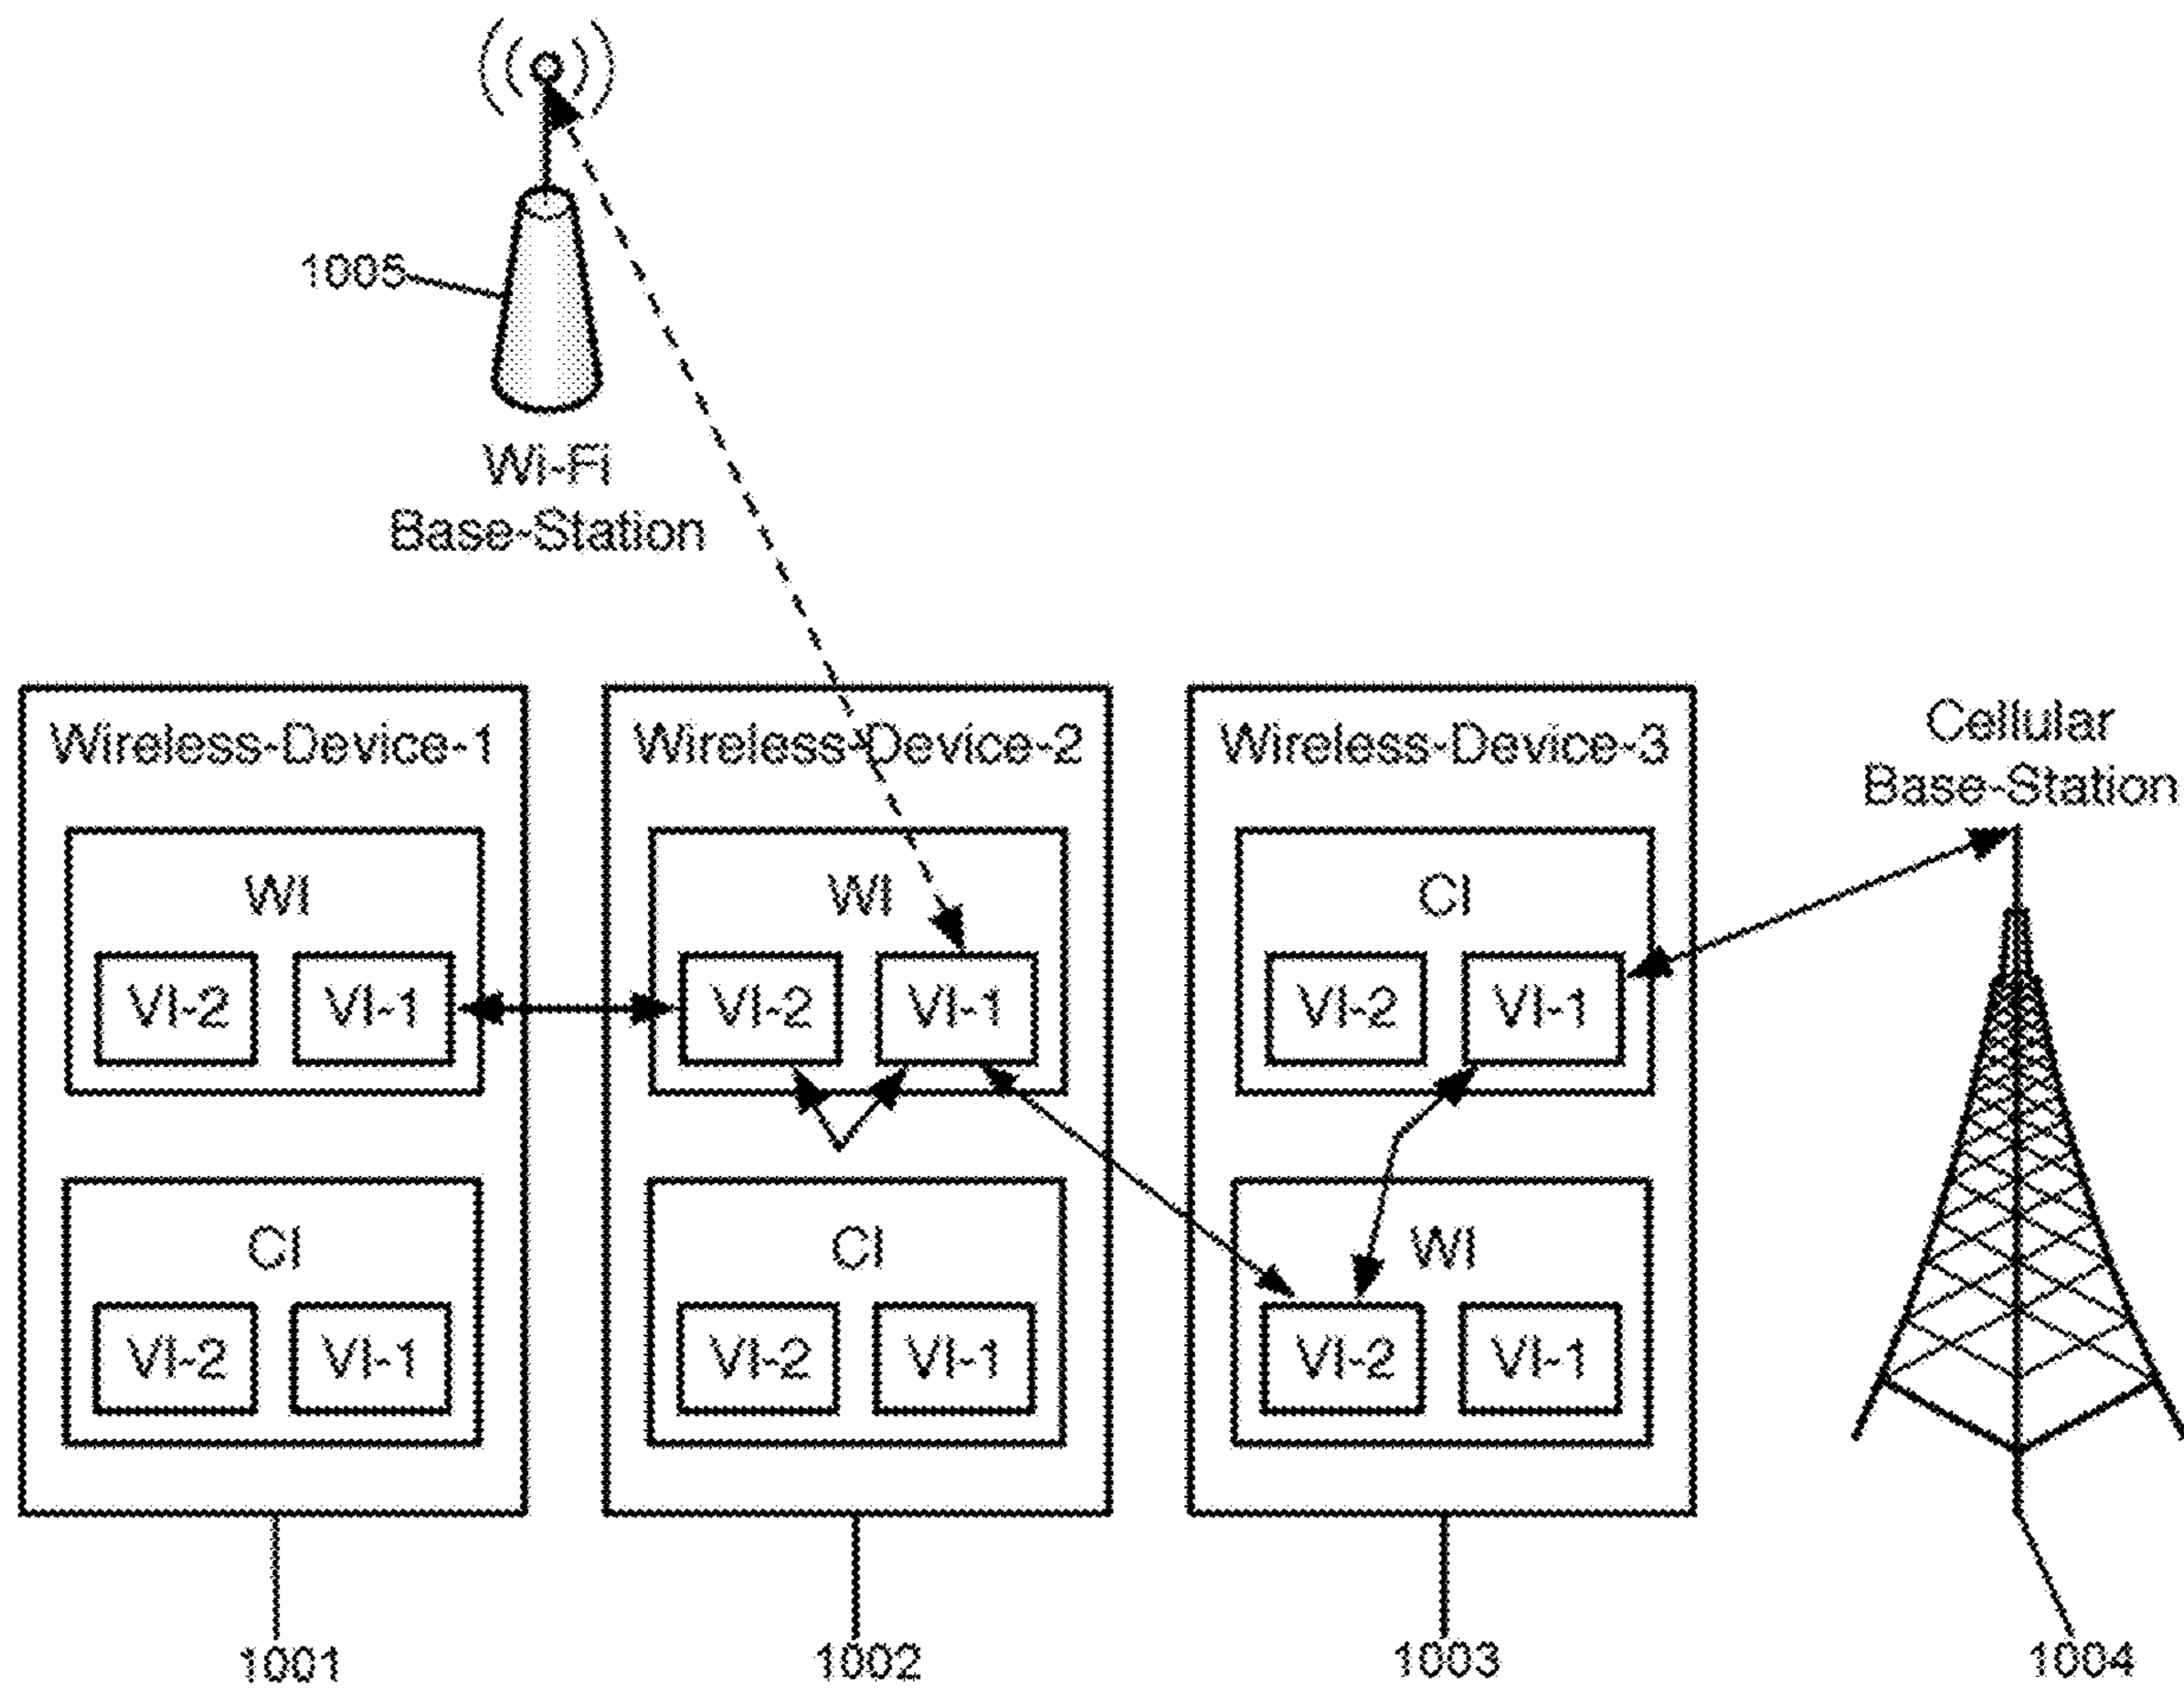 1005
Wi-Fi
Base-Station
Wireless-Device-1
WI
VI-2 VI-1
CI
VI-2 VI-1
1001
Wireless-Device-2
WI
VI-2 VI-1
CI
VI-2 VI-1
1002
Wireless-Device-3
CI
VI-2 VI-1
WI
VI-2 VI-1
1003
Cellular
Base-Station
1004